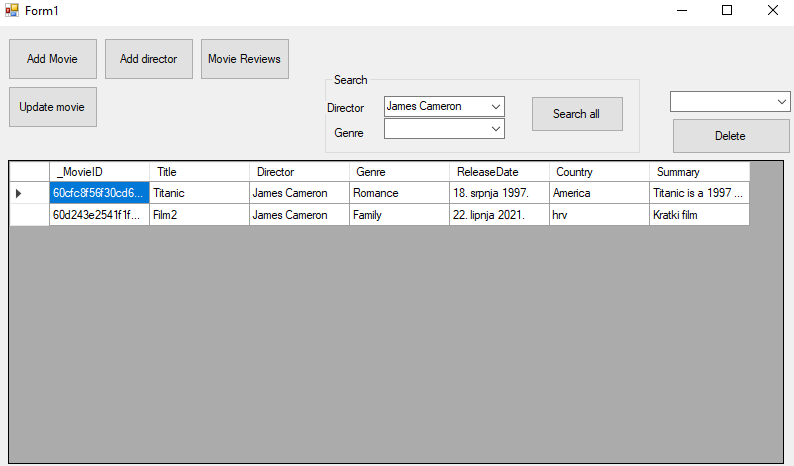 Form1
Add Movie Add director Movie Reviews
Update movie
Search
Director James Cameron
Genre
Search all
Delete
_MovieID Title Director Genre ReleaseDate Country Summary
60cfc8f56f30cd6... Titanic James Cameron Romance 18. srpnja 1997. America Titanic is a 1997 ...
60d243e2541f1f... Film2 James Cameron Family 22. lipnja 2021. hrv Kratki film